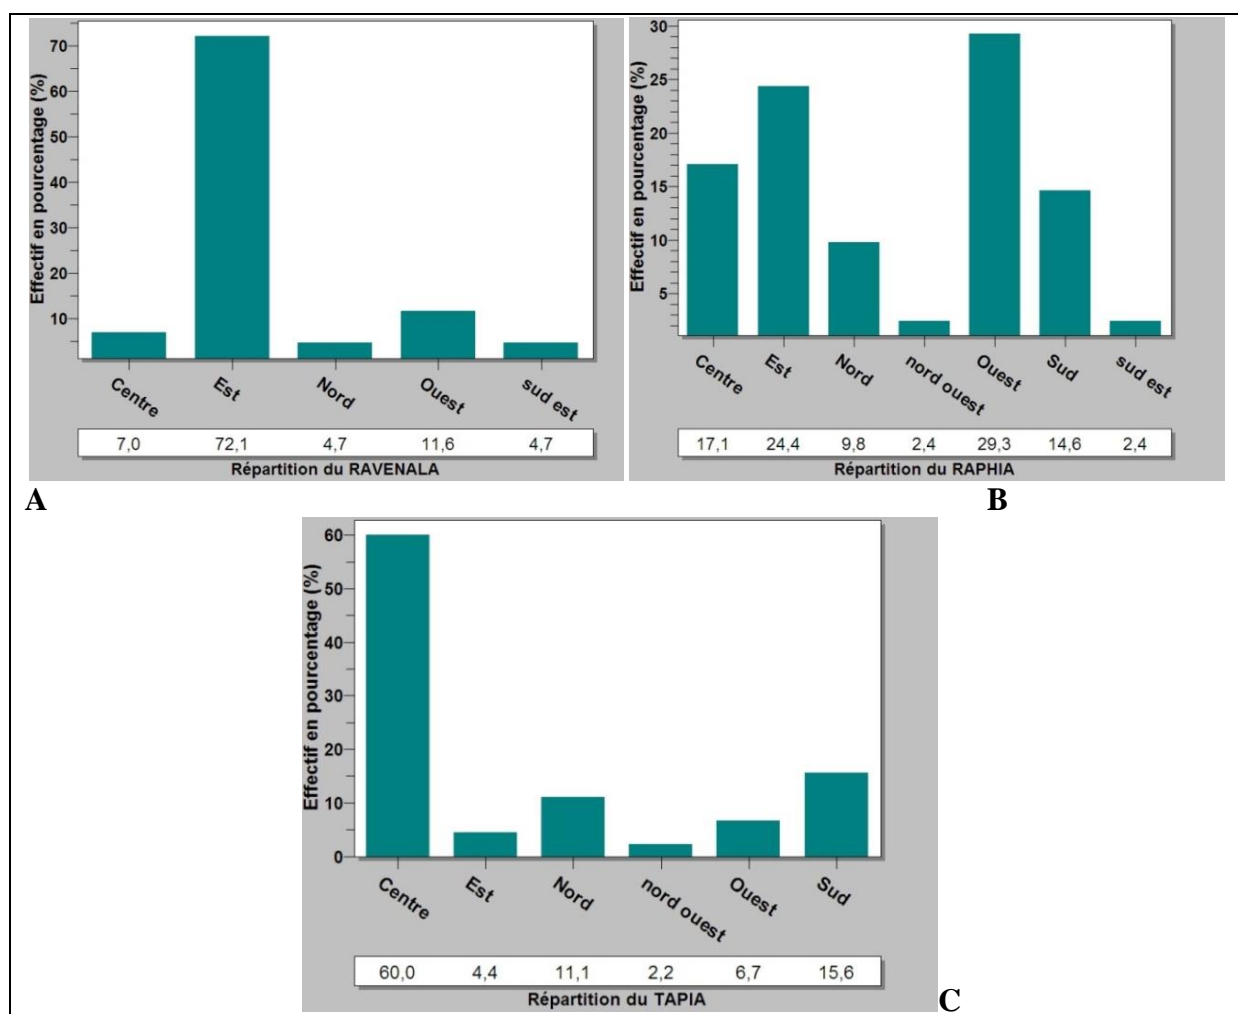 Effectif en pourcentage (%)
70
60
50
40
30
20
10
Centre Est Nord Ouest sud est
7,0 72,1 4,7 11,6 4,7
Répartition du RAVENALA
A
Effectif en pourcentage (%)
30
25
20
15
10
5
Centre Est Nord nord ouest Ouest Sud sud est
17,1 24,4 9,8 2,4 29,3 14,6 2,4
Répartition du RAPHIA
B
Effectif en pourcentage (%)
60
50
40
30
20
10
0
Centre Est Nord nord ouest Ouest Sud
60,0 4,4 11,1 2,2 6,7 15,6
Répartition du TAPIA
C